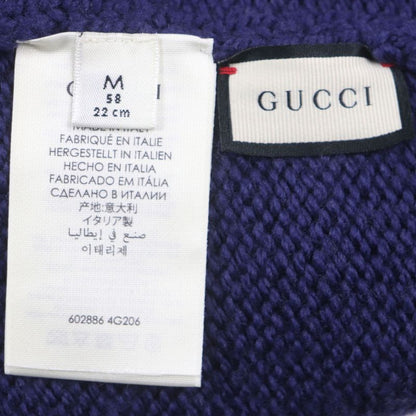 M
58
22 cm
GUCCI
MADE IN ITALY
FABRIQUÉ EN ITALIE
HERGESTELLT IN ITALIEN
HECHO EN ITALIA
FABRICADO EM ITÁLIA
СДЕЛАНО В ИТАЛИИ
产地:意大利
イタリア製
صنع في إيطاليا
이태리제
602886 4G206